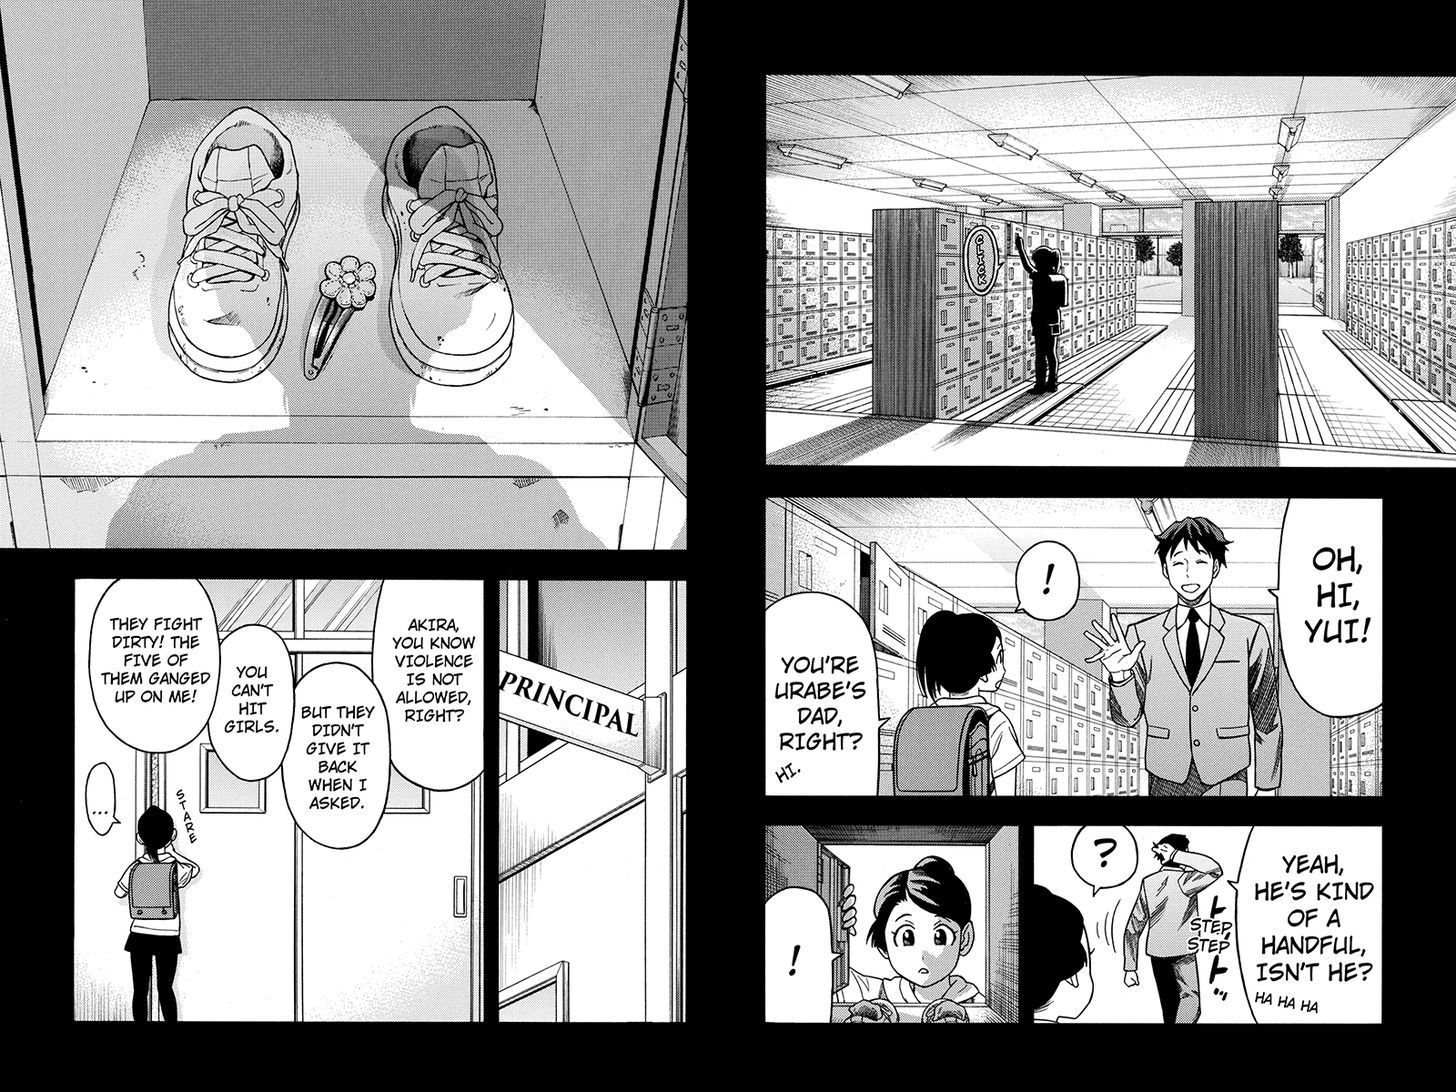 OH,
HI,
YUI!
!
YOU'RE
URABE'S
DAD,
RIGHT?
HI.
YEAH,
HE'S KIND
OF A
HANDFUL,
ISN'T HE?
HA HA HA
ト
STEP
STEP
ト
?
!
PRINCIPAL
AKIRA,
YOU KNOW
VIOLENCE
IS NOT
ALLOWED,
RIGHT?
BUT THEY
DIDN'T
GIVE IT
BACK
WHEN I
ASKED.
YOU
CAN'T
HIT
GIRLS.
THEY FIGHT
DIRTY! THE
FIVE OF
THEM GANGED
UP ON ME!
STARE
...